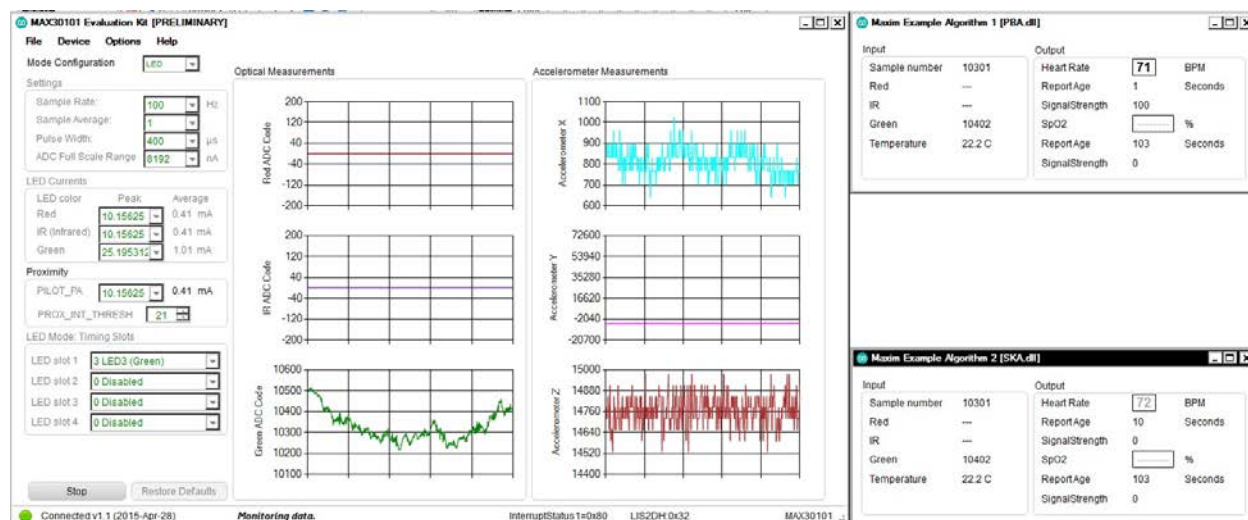 MAX30101 Evaluation Kit [PRELIMINARY]
File Device Options Help
Mode Configuration LED
Settings
Sample Rate: 100 Hz
Sample Average: 1
Pulse Width: 400 µs
ADC Full Scale Range 8192 nA
LED Currents
LED color Peak Average
Red 10.15625 0.41 mA
IR (Infrared) 10.15625 0.41 mA
Green 25.195312 1.01 mA
Proximity
PILOT_PA 10.15625 0.41 mA
PROX_INT_THRESH 21
LED Mode: Timing Slots
LED slot 1 3 LED3 (Green)
LED slot 2 0 Disabled
LED slot 3 0 Disabled
LED slot 4 0 Disabled
Stop Restore Defaults
Optical Measurements
Red ADC Code
200
120
40
-40
-120
-200
IR ADC Code
200
120
40
-40
-120
-200
Green ADC Code
10600
10500
10400
10300
10200
10100
Accelerometer Measurements
Accelerometer X
1100
1000
900
800
700
600
Accelerometer Y
72600
53940
35280
16620
-2040
-20700
Accelerometer Z
15000
14880
14760
14640
14520
14400
Connected v1.1 (2015-Apr-28) Monitoring data. InterruptStatus1=0x80 LIS2DH:0x32 MAX30101
Maxim Example Algorithm 1 [PBA.dll]
Input
Sample number 10301
Red ---
IR ---
Green 10402
Temperature 22.2 C
Output
Heart Rate 71 BPM
Report Age 1 Seconds
SignalStrength 100
SpO2 %
Report Age 103 Seconds
SignalStrength 0
Maxim Example Algorithm 2 [SKA.dll]
Input
Sample number 10301
Red ---
IR ---
Green 10402
Temperature 22.2 C
Output
Heart Rate 72 BPM
Report Age 10 Seconds
SignalStrength 0
SpO2 %
Report Age 103 Seconds
SignalStrength 0